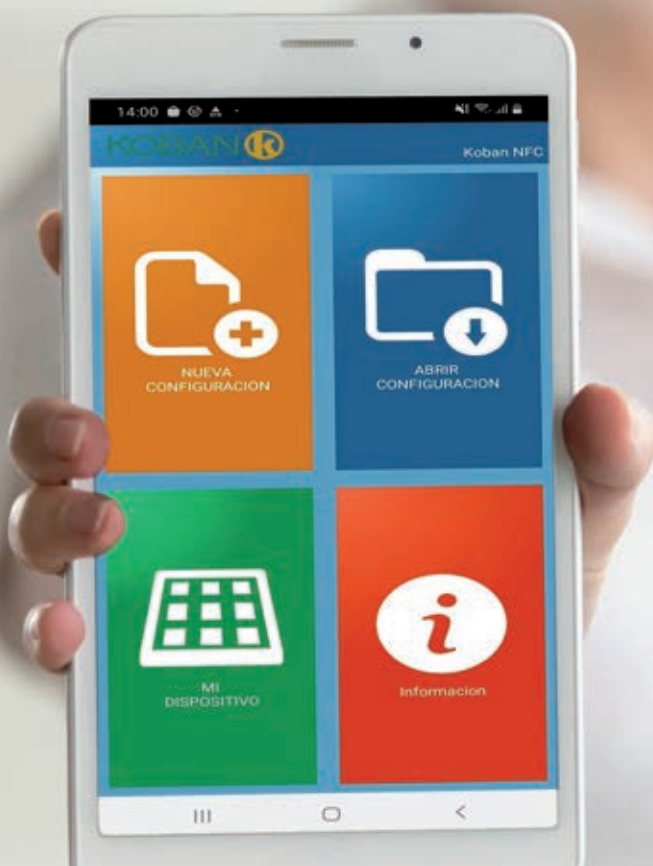 14:00
KOBAN k
Koban NFC
NUEVA
CONFIGURACION
ABRIR
CONFIGURACION
MI
DISPOSITIVO
Informacion